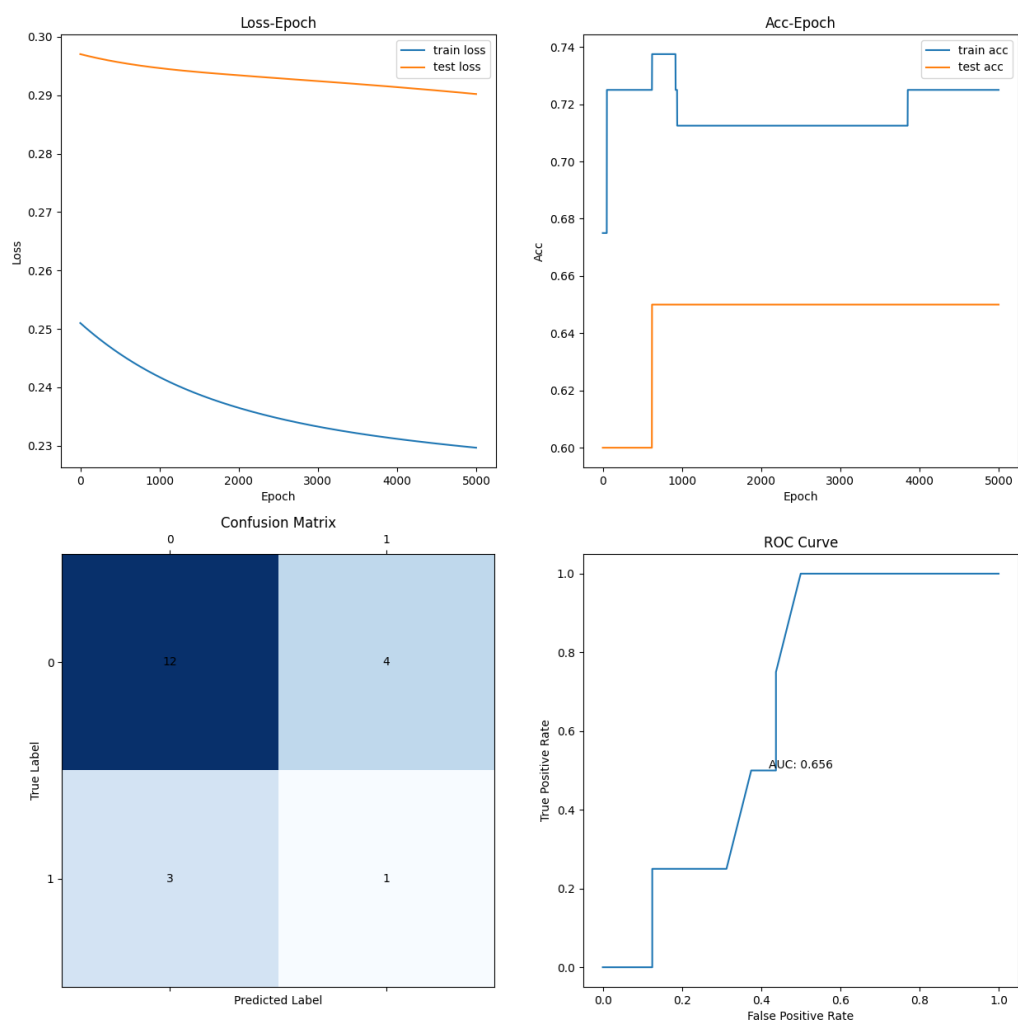 Loss-Epoch
0.30
0.29
0.28
0.27
0.26
0.25
0.24
0.23
Loss
train loss
test loss
0 1000 2000 3000 4000 5000
Epoch
Acc-Epoch
0.74
0.72
0.70
0.68
0.66
0.64
0.62
0.60
Acc
train acc
test acc
0 1000 2000 3000 4000 5000
Epoch
Confusion Matrix
0 1
0
12 4
1
3 1
True Label
Predicted Label
ROC Curve
1.0
0.8
0.6
0.4
0.2
0.0
True Positive Rate
AUC: 0.656
0.0 0.2 0.4 0.6 0.8 1.0
False Positive Rate